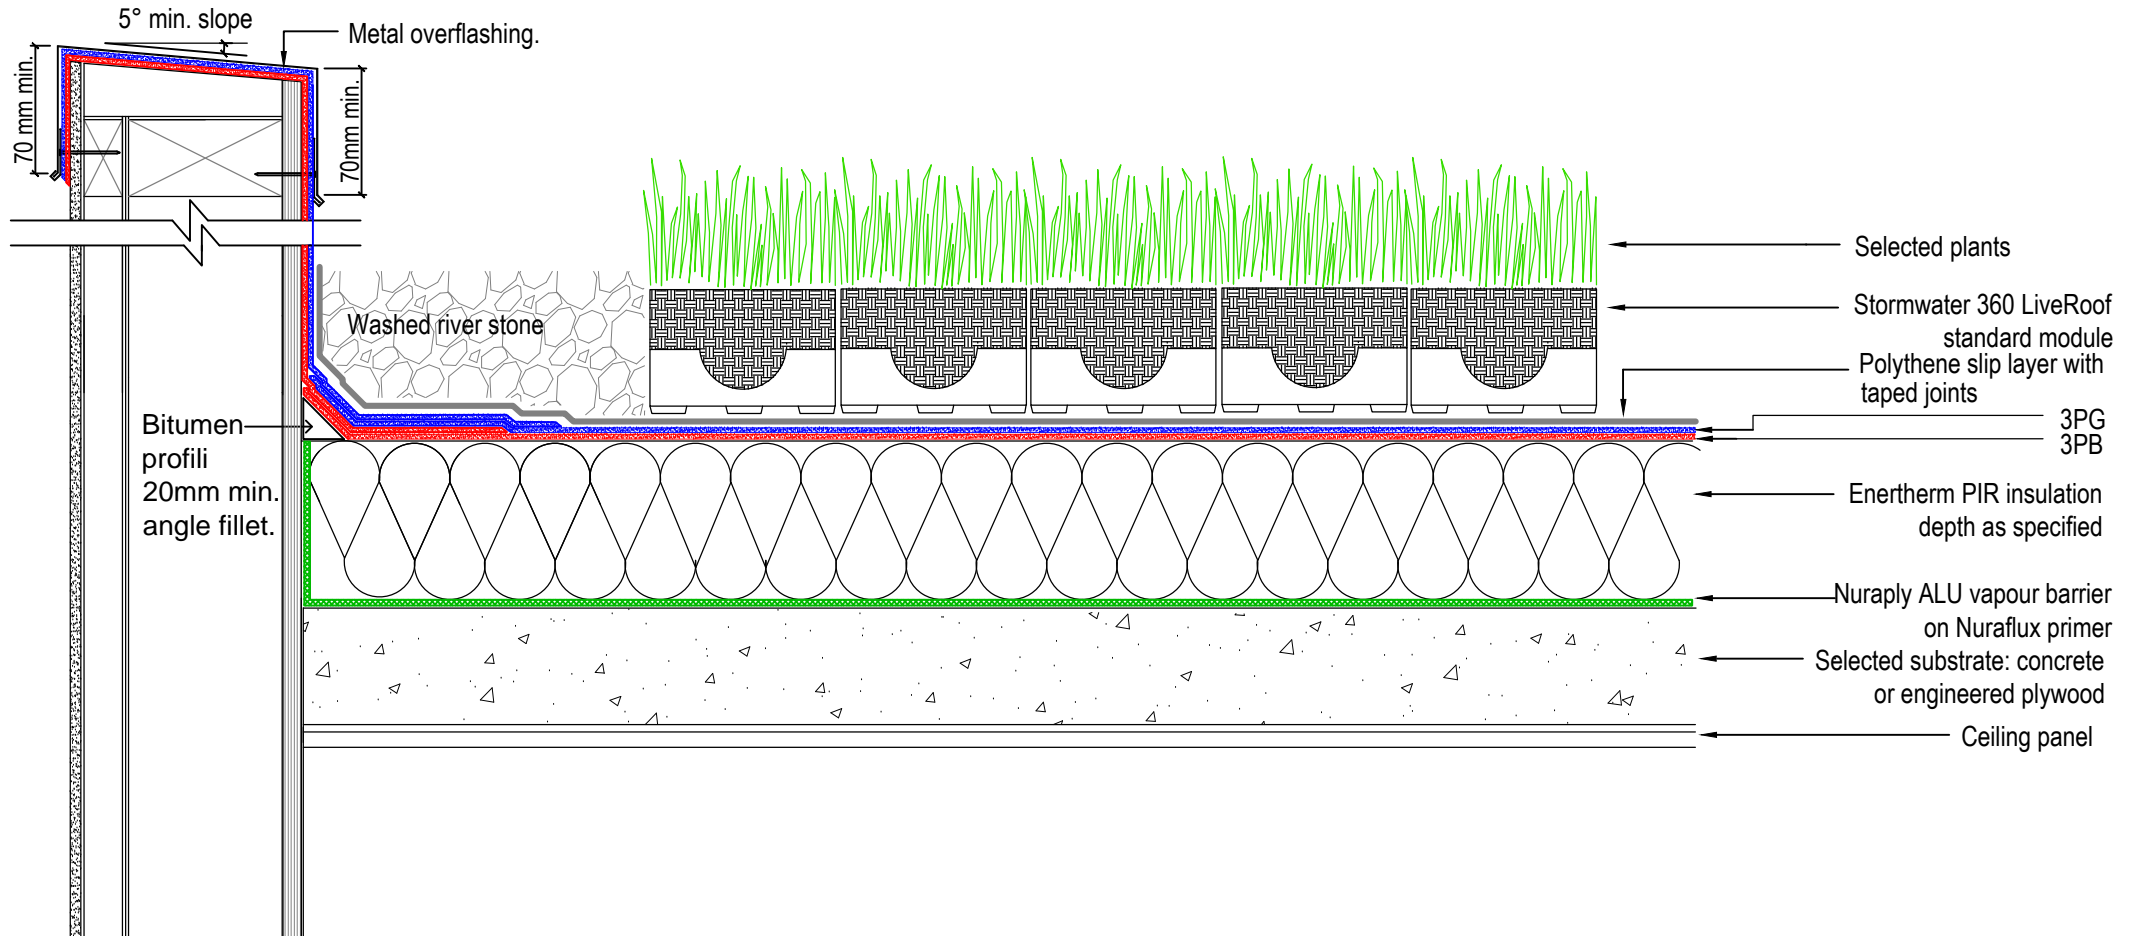 5° min. slope
Metal overflashing.
70 mm min.
70mm min.
Washed river stone
Bitumen
profili
20mm min.
angle fillet.
Selected plants
Stormwater 360 LiveRoof
standard module
Polythene slip layer with
taped joints
3PG
3PB
Enertherm PIR insulation
depth as specified
Nuraply ALU vapour barrier
on Nuraflux primer
Selected substrate: concrete
or engineered plywood
Ceiling panel